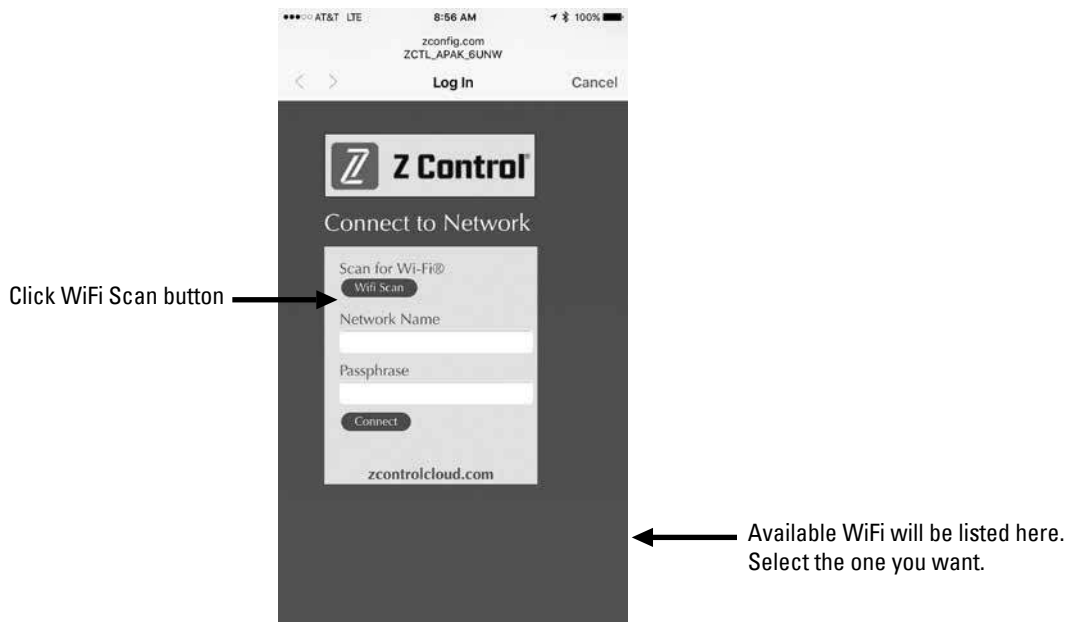 AT&T LTE 8:56 AM 100%
zconfig.com
ZCTL_APAK_6UNW
< > Log In Cancel
Z Control®
Connect to Network
Scan for Wi-Fi®
Wifi Scan
Click WiFi Scan button
Network Name
Passphrase
Connect
zcontrolcloud.com
Available WiFi will be listed here.
Select the one you want.